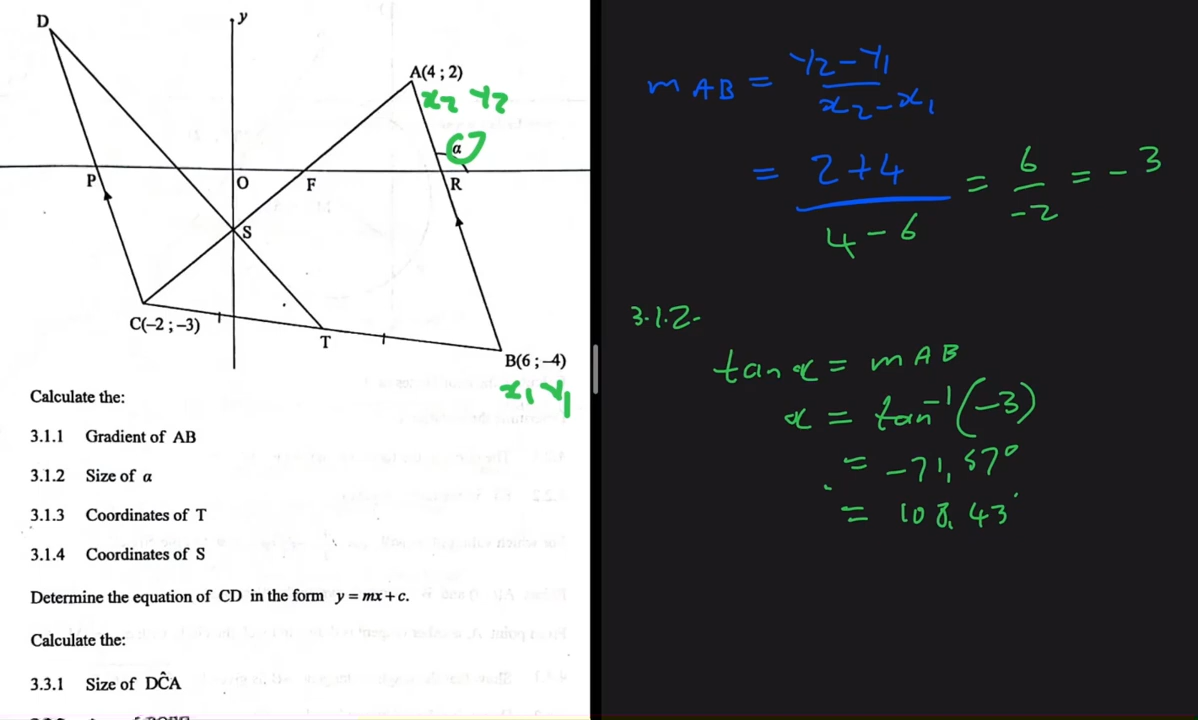 D
y
A(4 ; 2)
x2 y2
α
P
O
F
R
S
C(–2 ; –3)
T
B(6 ; –4)
x1 y1
Calculate the:
3.1.1 Gradient of AB
3.1.2 Size of α
3.1.3 Coordinates of T
3.1.4 Coordinates of S
Determine the equation of CD in the form y = mx + c.
Calculate the:
3.3.1 Size of DĈA
m AB = y2 - y1
x2 - x1
= 2+4 = 6 = -3
4 - 6 -2
3.1.2.
tan α = m AB
α = tan⁻¹(-3)
= -71,57°
= 108,43°